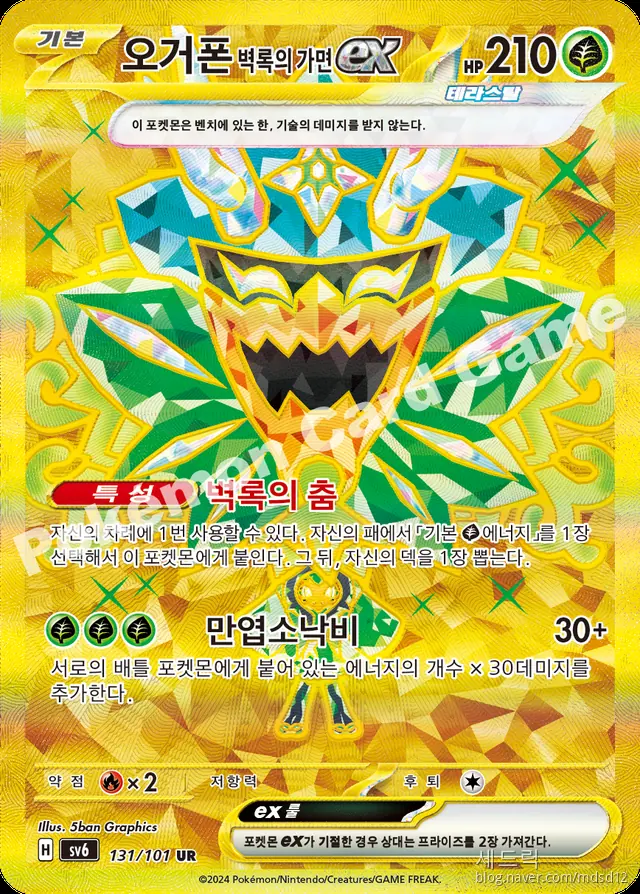 기본
오거폰 벽록의 가면 ex HP 210
테라스탈
이 포켓몬은 벤치에 있는 한, 기술의 데미지를 받지 않는다.
Pokémon Card Game
특성 벽록의 춤
자신의 차례에 1번 사용할 수 있다. 자신의 패에서 「기본 에너지」를 1장
선택해서 이 포켓몬에게 붙인다. 그 뒤, 자신의 덱을 1장 뽑는다.
만엽소낙비 30+
서로의 배틀 포켓몬에게 붙어 있는 에너지의 개수 × 30데미지를
추가한다.
약점 ×2 저항력 후퇴
Illus. 5ban Graphics
ex 룰
H sv6 131/101 UR
포켓몬 ex가 기절한 경우 상대는 프라이즈를 2장 가져간다.
세드릭
blog.naver.com/mdsd12
©2024 Pokémon/Nintendo/Creatures/GAME FREAK.